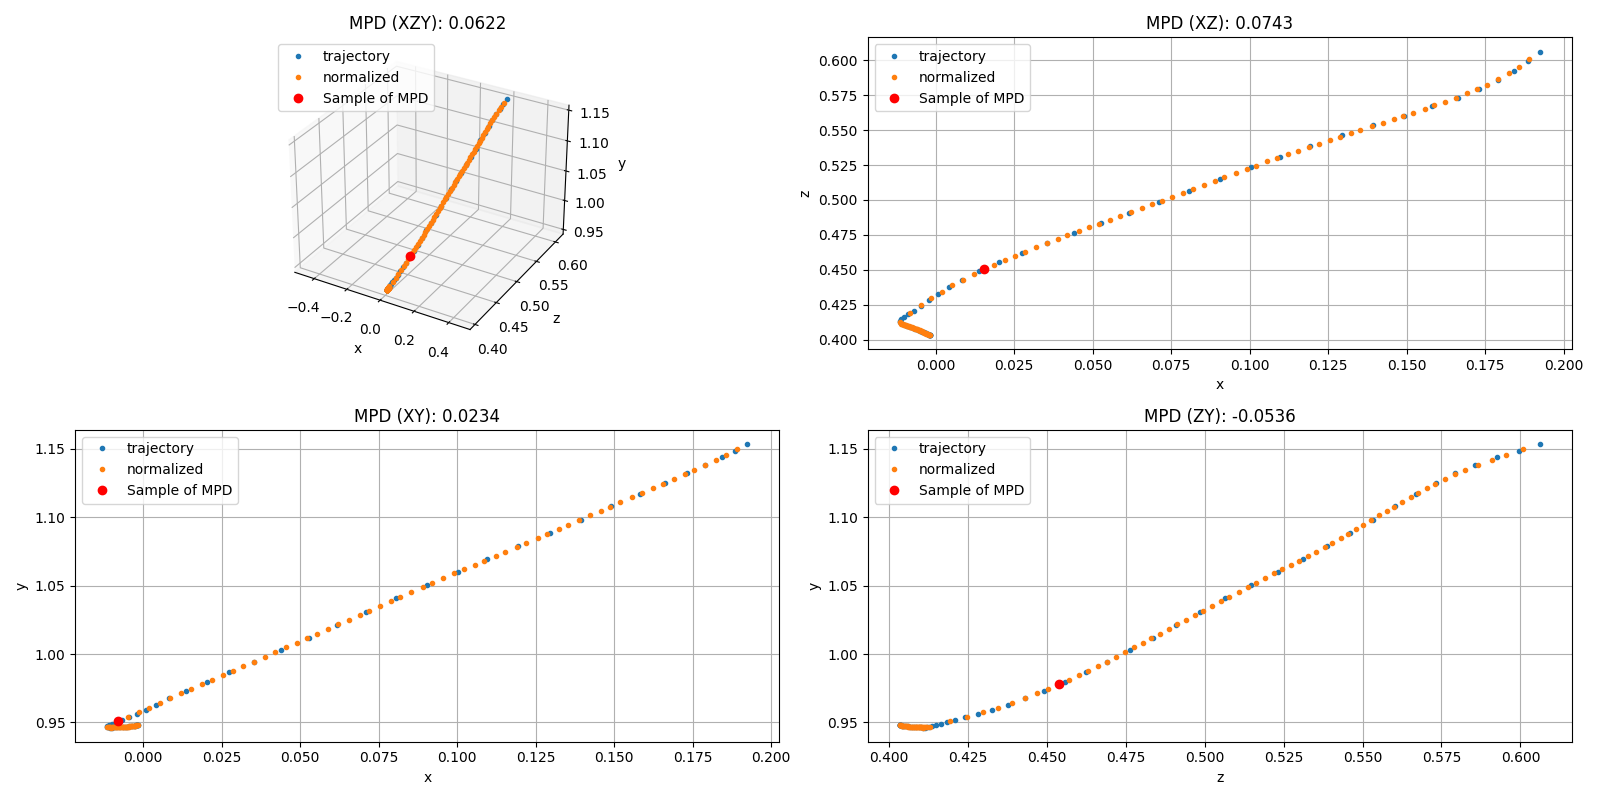 MPD (XZY): 0.0622
trajectory
normalized
Sample of MPD
1.15
1.10
1.05
1.00
0.95
y
0.60
0.55
0.50
0.45
0.40
z
−0.4
−0.2
0.0
0.2
0.4
x
MPD (XZ): 0.0743
trajectory
normalized
Sample of MPD
0.600
0.575
0.550
0.525
0.500
0.475
0.450
0.425
0.400
z
0.000 0.025 0.050 0.075 0.100 0.125 0.150 0.175 0.200
x
MPD (XY): 0.0234
trajectory
normalized
Sample of MPD
1.15
1.10
1.05
1.00
0.95
y
0.000 0.025 0.050 0.075 0.100 0.125 0.150 0.175 0.200
x
MPD (ZY): -0.0536
trajectory
normalized
Sample of MPD
1.15
1.10
1.05
1.00
0.95
y
0.400 0.425 0.450 0.475 0.500 0.525 0.550 0.575 0.600
z